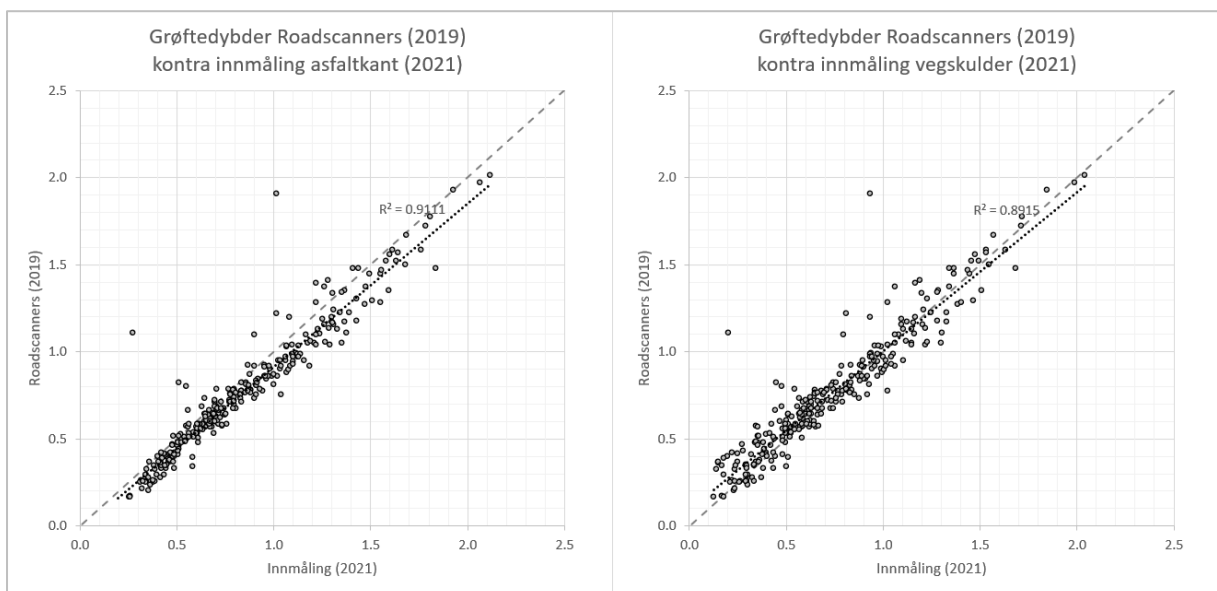 Grøftedybder Roadscanners (2019)
kontra innmåling asfaltkant (2021)
2.5
2.0
1.5
1.0
0.5
0.0
Roadscanners (2019)
R² = 0.9111
0.0 0.5 1.0 1.5 2.0 2.5
Innmåling (2021)
Grøftedybder Roadscanners (2019)
kontra innmåling vegskulder (2021)
2.5
2.0
1.5
1.0
0.5
0.0
Roadscanners (2019)
R² = 0.8915
0.0 0.5 1.0 1.5 2.0 2.5
Innmåling (2021)